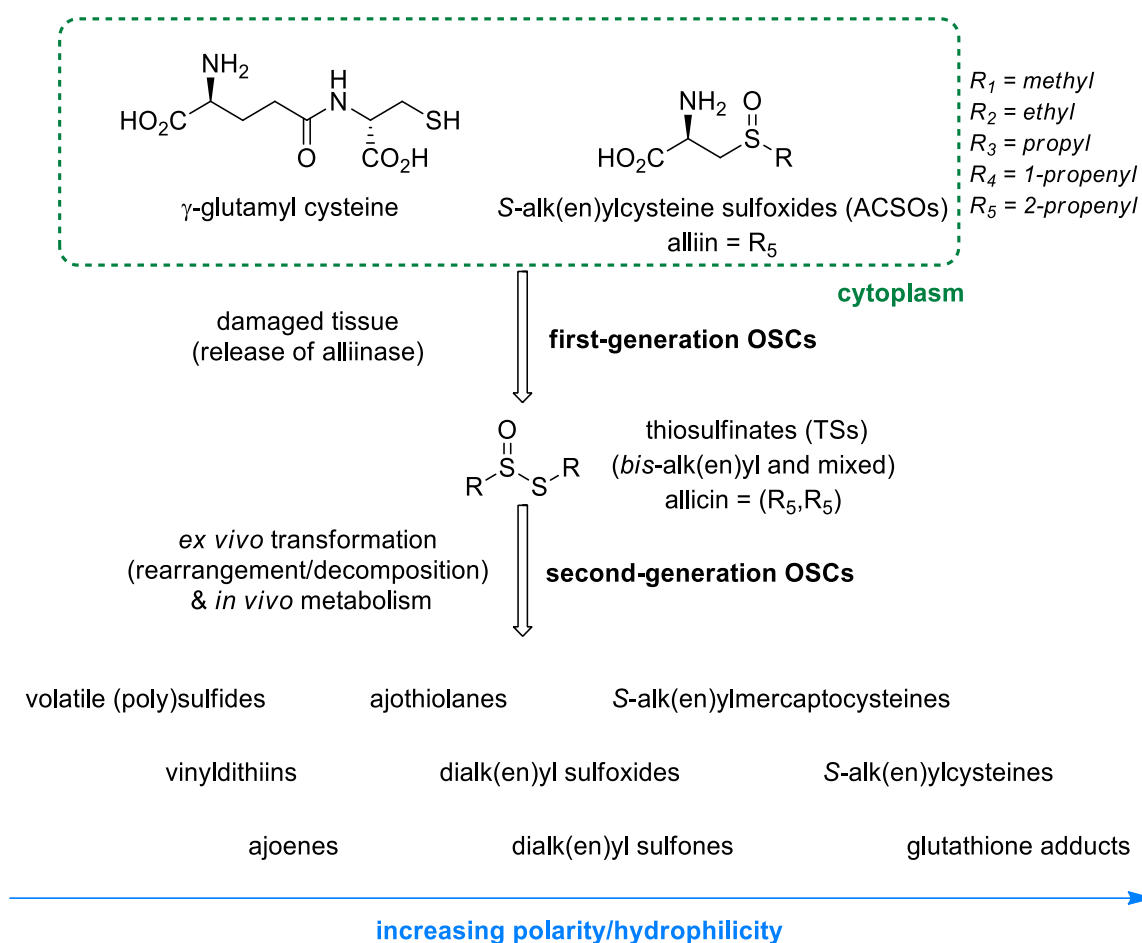 NH₂
HO₂C
H
N
O
CO₂H
SH
γ-glutamyl cysteine
NH₂
O
HO₂C
S
R
S-alk(en)ylcysteine sulfoxides (ACSOs)
alliin = R₅
R₁ = methyl
R₂ = ethyl
R₃ = propyl
R₄ = 1-propenyl
R₅ = 2-propenyl
cytoplasm
damaged tissue
(release of alliinase)
first-generation OSCs
O
S
R
R
S
thiosulfinates (TSs)
(bis-alk(en)yl and mixed)
allicin = (R₅,R₅)
ex vivo transformation
(rearrangement/decomposition)
& in vivo metabolism
second-generation OSCs
volatile (poly)sulfides ajothiolanes S-alk(en)ylmercaptocysteines
vinyldithiins dialk(en)yl sulfoxides S-alk(en)ylcysteines
ajoenes dialk(en)yl sulfones glutathione adducts
increasing polarity/hydrophilicity